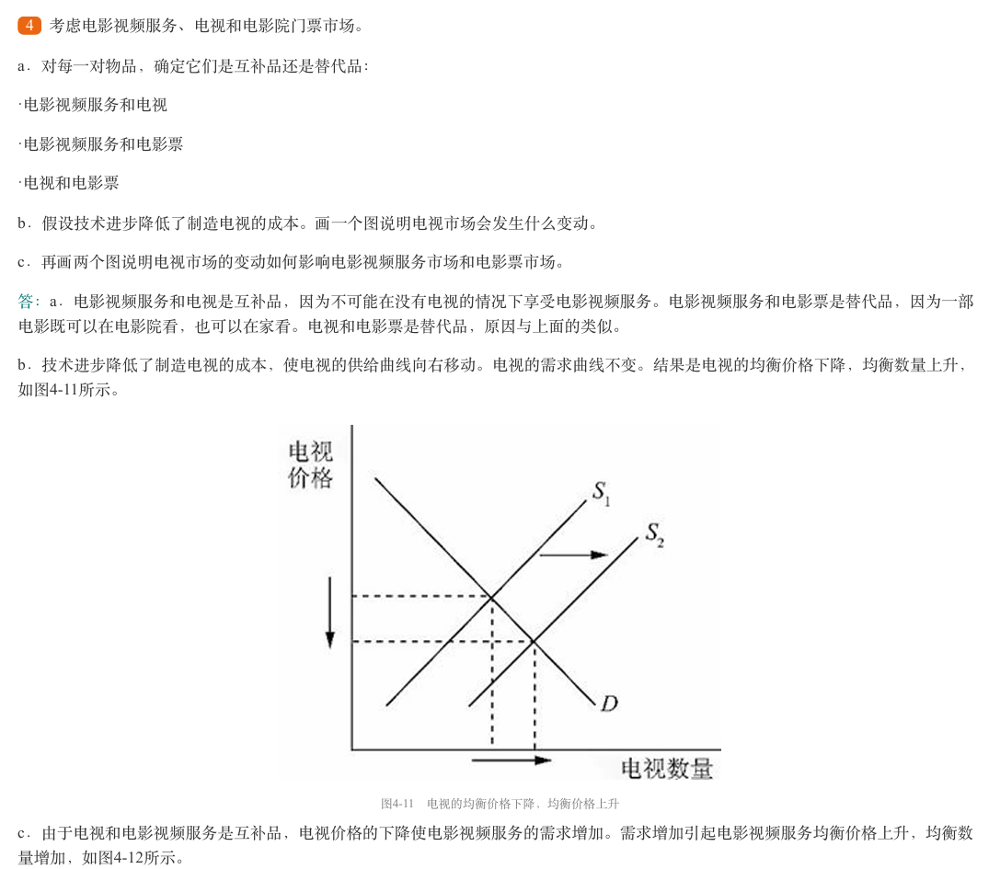 4 考虑电影视频服务、电视和电影院门票市场。
a．对每一对物品，确定它们是互补品还是替代品：
·电影视频服务和电视
·电影视频服务和电影票
·电视和电影票
b．假设技术进步降低了制造电视的成本。画一个图说明电视市场会发生什么变动。
c．再画两个图说明电视市场的变动如何影响电影视频服务市场和电影票市场。
答：a．电影视频服务和电视是互补品，因为不可能在没有电视的情况下享受电影视频服务。电影视频服务和电影票是替代品，因为一部
电影既可以在电影院看，也可以在家看。电视和电影票是替代品，原因与上面的类似。
b．技术进步降低了制造电视的成本，使电视的供给曲线向右移动。电视的需求曲线不变。结果是电视的均衡价格下降，均衡数量上升，
如图4-11所示。
电视
价格
S1
S2
D
电视数量
图4-11 电视的均衡价格下降，均衡价格上升
c．由于电视和电影视频服务是互补品，电视价格的下降使电影视频服务的需求增加。需求增加引起电影视频服务均衡价格上升，均衡数
量增加，如图4-12所示。